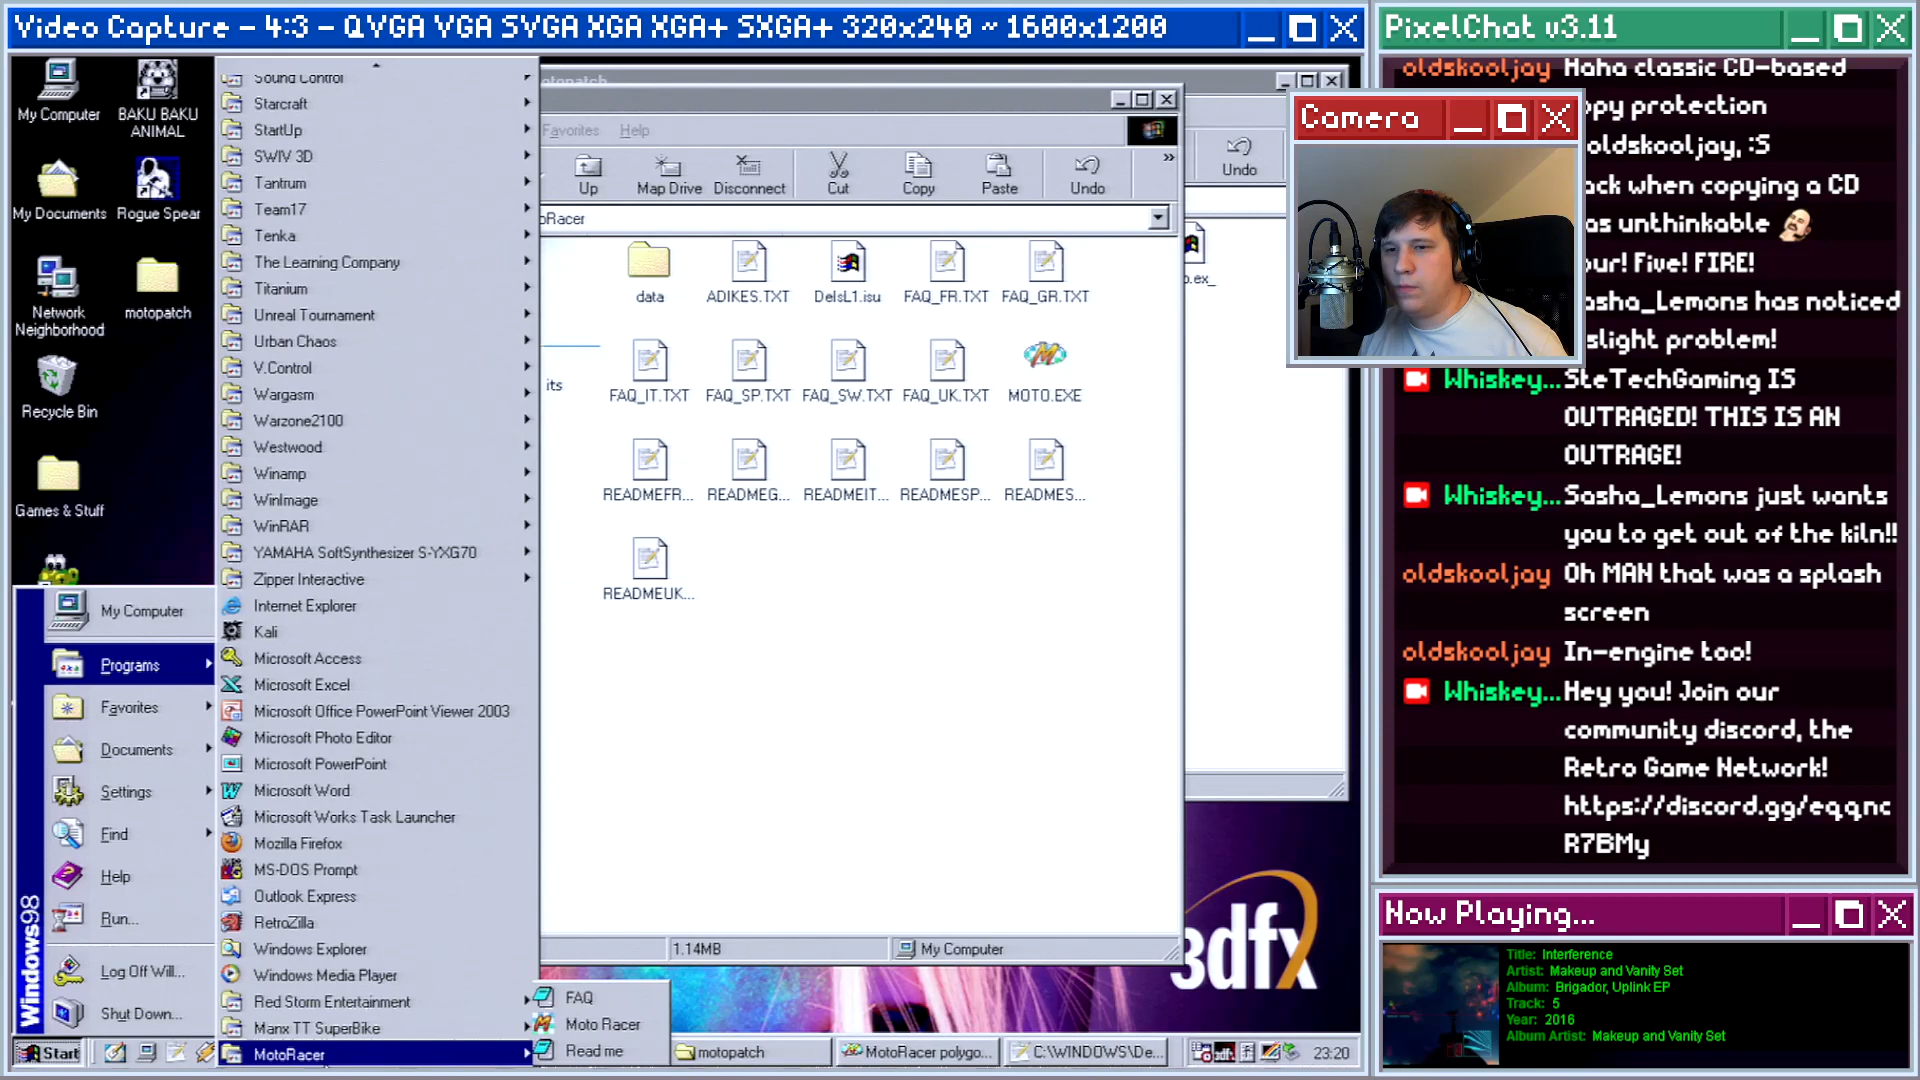 Video Capture - 4:3 - QVGA VGA SVGA XGA XGA+ SXGA+ 320x240 ~ 1600x1200
My Computer
BAKU BAKU
ANIMAL
My Documents
Rogue Spear
Network
Neighborhood
motopatch
Recycle Bin
Games & Stuff
Sound Control
Starcraft
StartUp
SWIV 3D
Tantrum
Team17
Tenka
The Learning Company
Titanium
Unreal Tournament
Urban Chaos
V.Control
Wargasm
Warzone2100
Westwood
Winamp
WinImage
WinRAR
YAMAHA SoftSynthesizer S-YXG70
Zipper Interactive
Internet Explorer
Kali
Microsoft Access
Microsoft Excel
Microsoft Office PowerPoint Viewer 2003
Microsoft Photo Editor
Microsoft PowerPoint
Microsoft Word
Microsoft Works Task Launcher
Mozilla Firefox
MS-DOS Prompt
Outlook Express
RetroZilla
Windows Explorer
Windows Media Player
Red Storm Entertainment
Manx TT SuperBike
MotoRacer
FAQ
Moto Racer
Read me
Windows98
My Computer
Programs
Favorites
Documents
Settings
Find
Help
Run...
Log Off Will...
Shut Down...
Start
otopatch
Favorites Help
Up
Map Drive
Disconnect
Cut
Copy
Paste
Undo
Undo
»
otoRacer
data
ADIKES.TXT
DelsL1.isu
FAQ_FR.TXT
FAQ_GR.TXT
its
FAQ_IT.TXT
FAQ_SP.TXT
FAQ_SW.TXT
FAQ_UK.TXT
MOTO.EXE
READMEFR...
READMEG...
READMEIT...
READMESP...
READMES...
READMEUK...
o.ex_
1.14MB
My Computer
3dfx
motopatch
MotoRacer polygo...
C:\WINDOWS\De...
3dfx
23:20
Camera
PixelChat v3.11
oldskooljay Haha classic CD-based
opy protection
oldskooljay, :S
ack when copying a CD
as unthinkable
our! Five! FIRE!
asha_Lemons has noticed
slight problem!
Whiskey... SteTechGaming IS
OUTRAGED! THIS IS AN
OUTRAGE!
Whiskey... Sasha_Lemons just wants
you to get out of the kiln!!
oldskooljay Oh MAN that was a splash
screen
oldskooljay In-engine too!
Whiskey... Hey you! Join our
community discord, the
Retro Game Network!
https://discord.gg/eqqnc
R7BMy
Now Playing...
Title: Interference
Artist: Makeup and Vanity Set
Album: Brigador, Uplink EP
Track: 5
Year: 2016
Album Artist: Makeup and Vanity Set